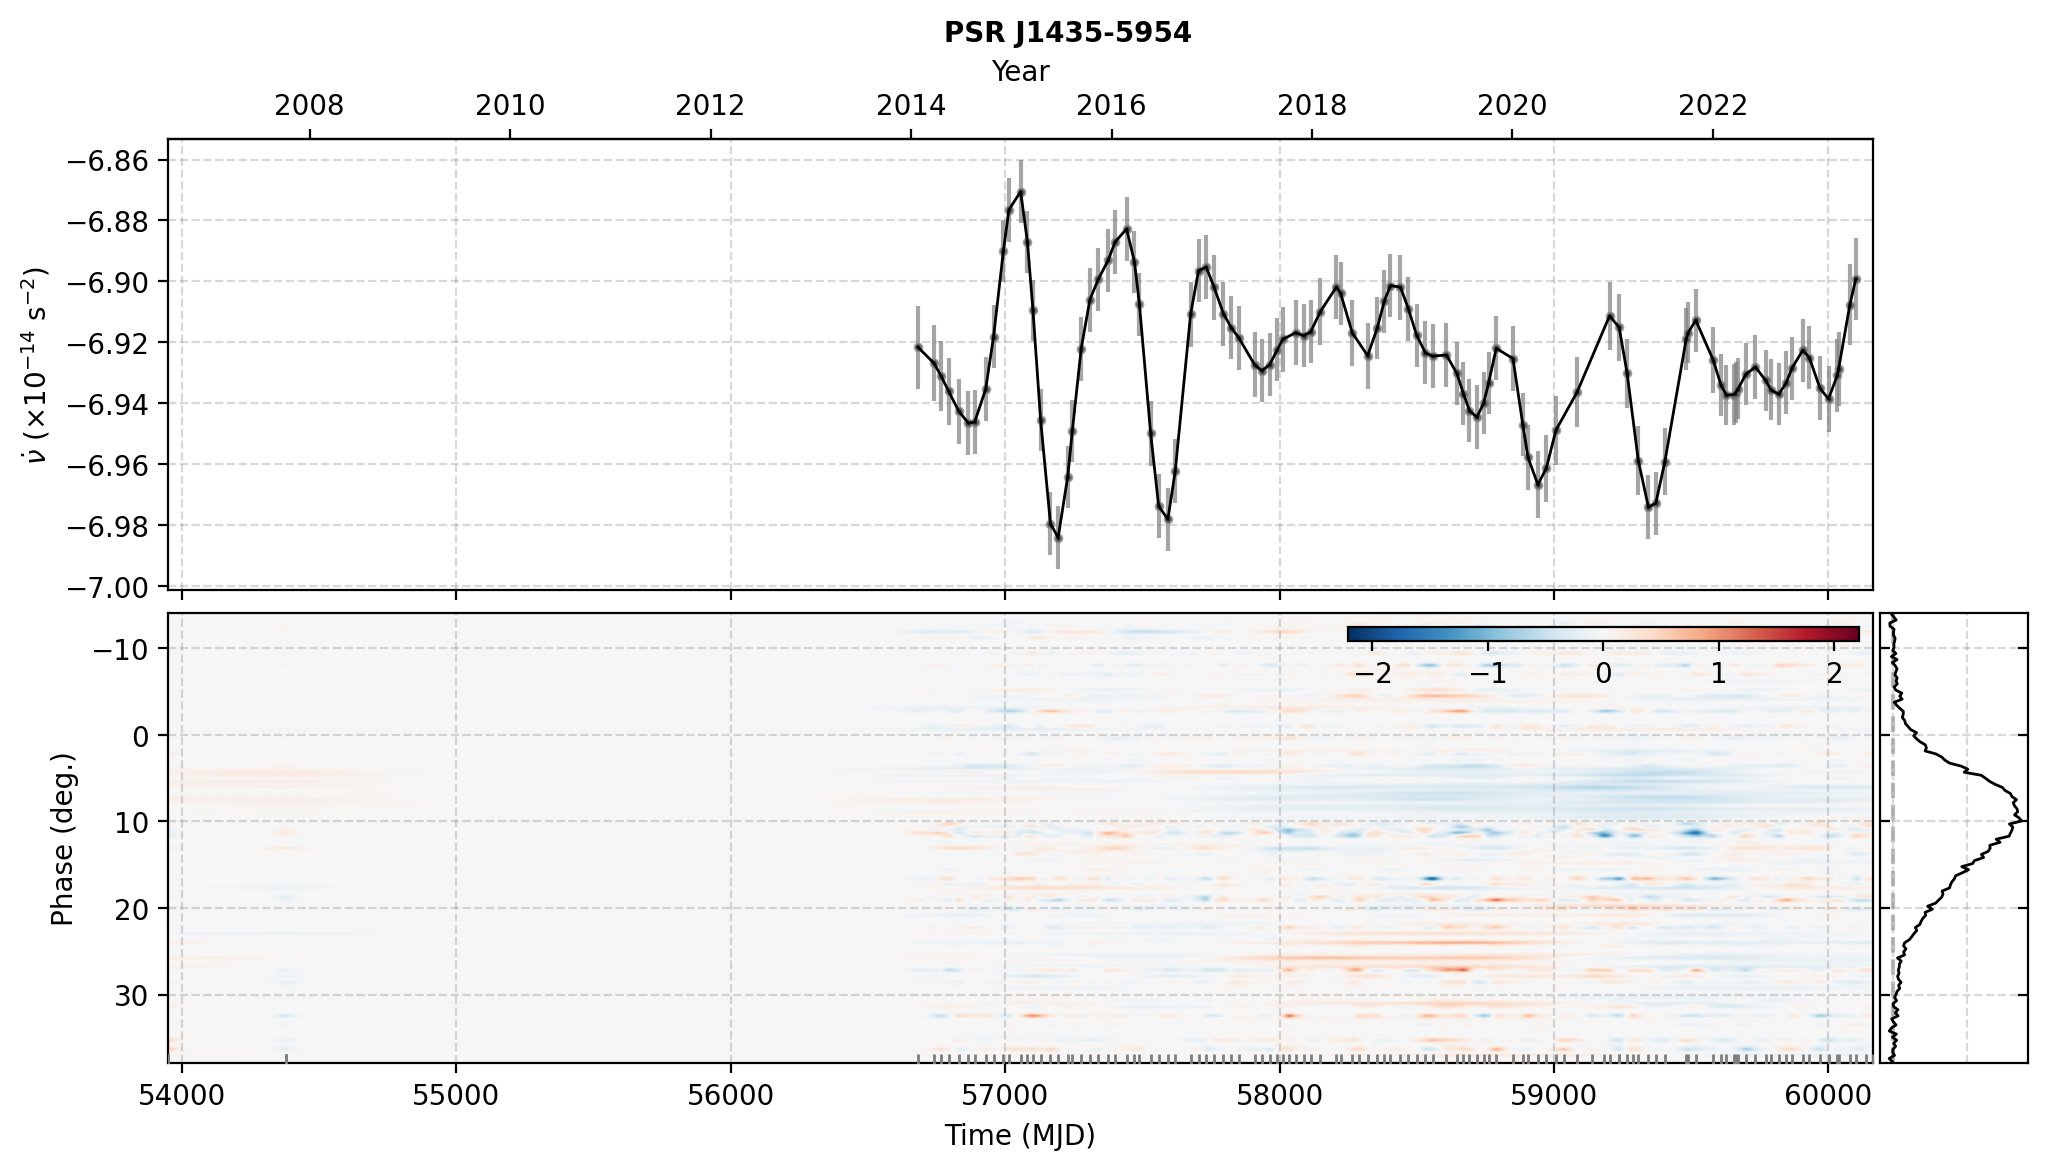 PSR J1435-5954
Year
2008 2010 2012 2014 2016 2018 2020 2022
−6.86
−6.88
−6.90
−6.92
−6.94
−6.96
−6.98
−7.00
ν̇ (×10⁻¹⁴ s⁻²)
−2 −1 0 1 2
−10
0
10
20
30
Phase (deg.)
54000 55000 56000 57000 58000 59000 60000
Time (MJD)